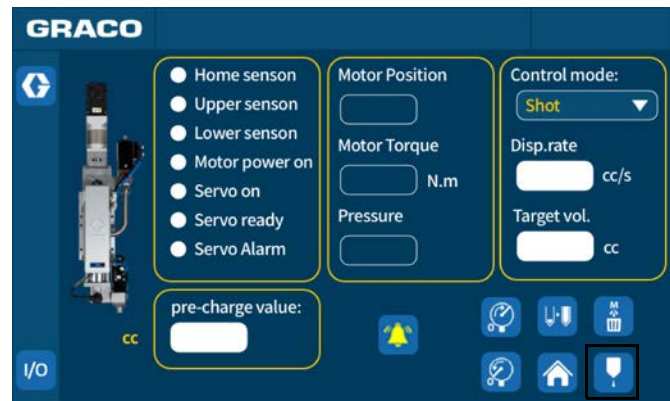 GRACO
Home senson
Upper senson
Lower senson
Motor power on
Servo on
Servo ready
Servo Alarm
Motor Position
Motor Torque
N.m
Pressure
Control mode:
Shot
Disp.rate
cc/s
Target vol.
cc
pre-charge value:
cc
M
I/O